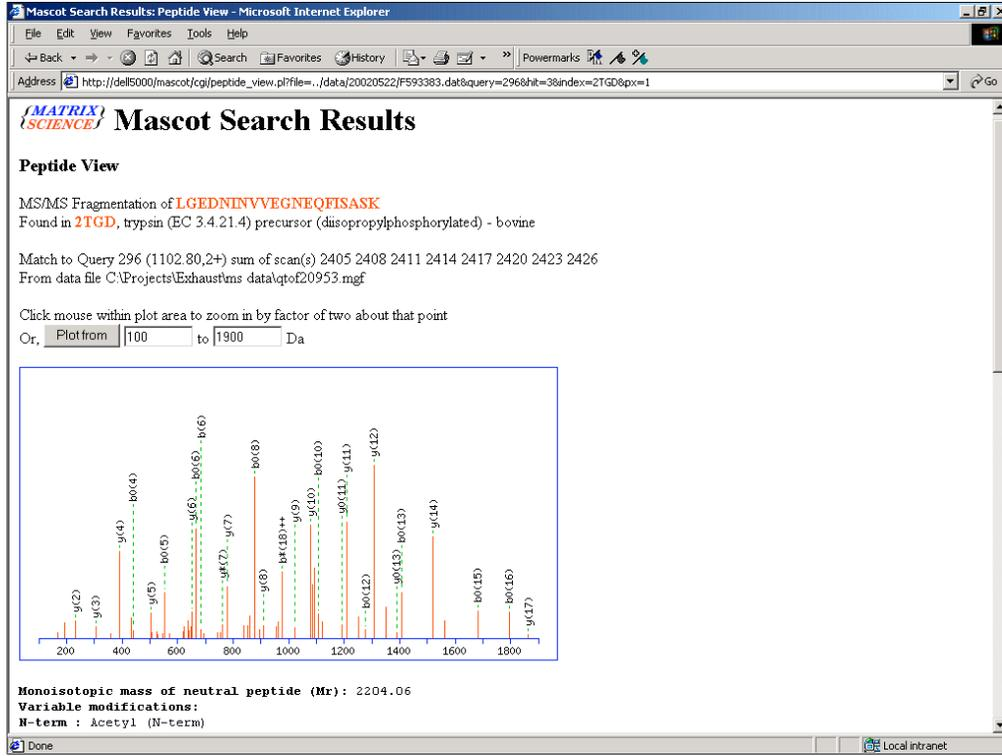 Mascot Search Results: Peptide View - Microsoft Internet Explorer
File Edit View Favorites Tools Help
Back Search Favorites History » Powermarks
Address http://dell5000/mascot/cgi/peptide_view.pl?file=../data/20020522/F593383.dat&query=296&hit=3&index=2TGD&px=1 Go
{MATRIX SCIENCE} Mascot Search Results
Peptide View
MS/MS Fragmentation of LGEDNINVVEGNEQFISASK
Found in 2TGD, trypsin (EC 3.4.21.4) precursor (diisopropylphosphorylated) - bovine
Match to Query 296 (1102.80,2+) sum of scan(s) 2405 2408 2411 2414 2417 2420 2423 2426
From data file C:\Projects\Exhaust\ms data\qtof20953.mgf
Click mouse within plot area to zoom in by factor of two about that point
Or, Plot from 100 to 1900 Da
y(2) y(3) y(4) b0(4) y(5) b0(5) y(6) b0(6) b(6) y*(7) y(7) b0(8) y(8) b*(18)++ y(9) y(10) b0(10) y0(11) y(11) b0(12) y(12) y0(13) b0(13) y(14) b0(15) b0(16) y(17)
200 400 600 800 1000 1200 1400 1600 1800
Monoisotopic mass of neutral peptide (Mr): 2204.06
Variable modifications:
N-term : Acetyl (N-term)
Done Local intranet